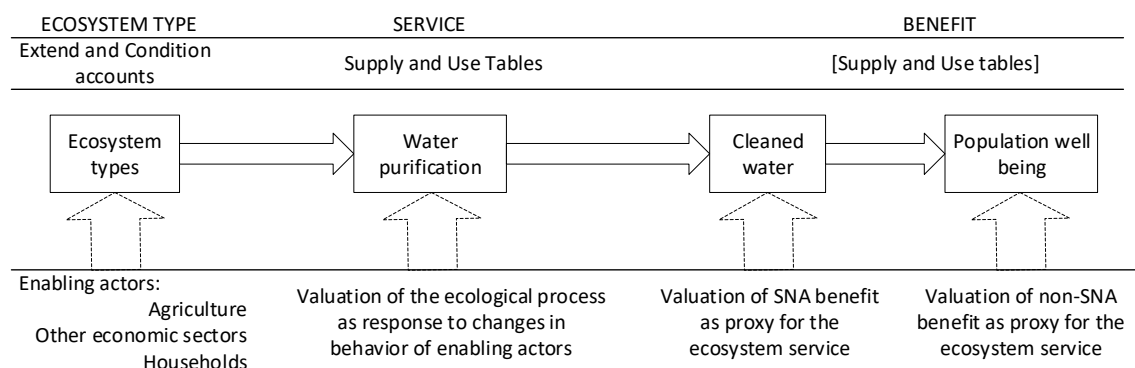 ECOSYSTEM TYPE SERVICE BENEFIT
Extend and Condition
accounts
Supply and Use Tables
[Supply and Use tables]
Ecosystem
types
Water
purification
Cleaned
water
Population well
being
Enabling actors:
Agriculture
Other economic sectors
Households
Valuation of the ecological process
as response to changes in
behavior of enabling actors
Valuation of SNA benefit
as proxy for the
ecosystem service
Valuation of non-SNA
benefit as proxy for the
ecosystem service